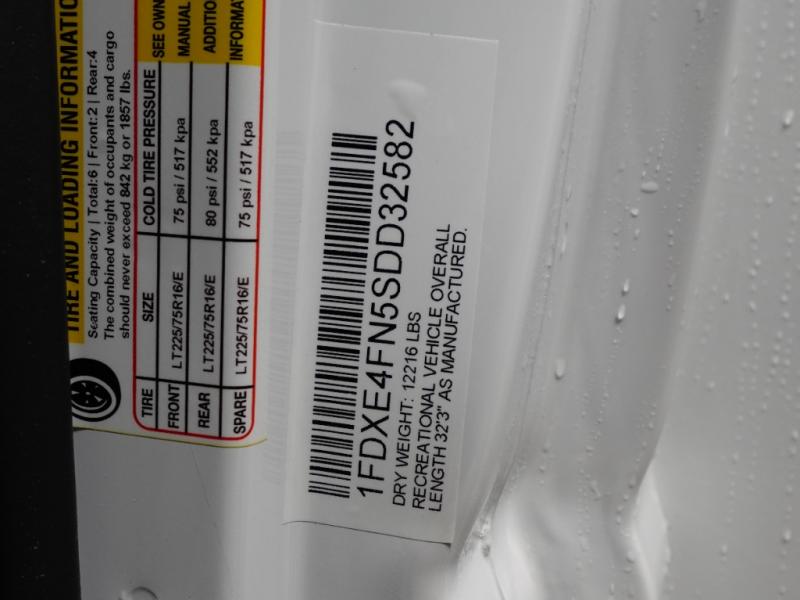 TIRE AND LOADING INFORMATIO
Seating Capacity | Total:6 | Front:2 | Rear:4
The combined weight of occupants and cargo
should never exceed 842 kg or 1857 lbs.
TIRE SIZE COLD TIRE PRESSURE SEE OWN
FRONT LT225/75R16/E 75 psi / 517 kpa MANUAL
REAR LT225/75R16/E 80 psi / 552 kpa ADDITIO
SPARE LT225/75R16/E 75 psi / 517 kpa INFORMAT
1FDXE4FN5SDD32582
DRY WEIGHT: 12216 LBS
RECREATIONAL VEHICLE OVERALL
LENGTH 32'3" AS MANUFACTURED.